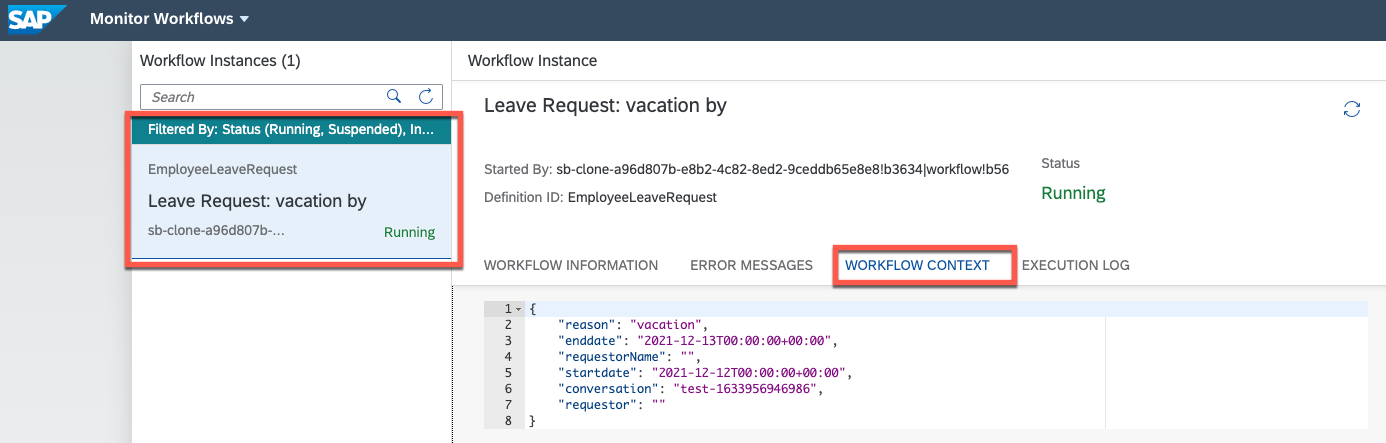 SAP Monitor Workflows
Workflow Instances (1)
Search
Filtered By: Status (Running, Suspended), In...
EmployeeLeaveRequest
Leave Request: vacation by
sb-clone-a96d807b-...
Running
Workflow Instance
Leave Request: vacation by
Started By: sb-clone-a96d807b-e8b2-4c82-8ed2-9ceddb65e8e8!b3634|workflow!b56
Definition ID: EmployeeLeaveRequest
Status
Running
WORKFLOW INFORMATION ERROR MESSAGES WORKFLOW CONTEXT EXECUTION LOG
1 {
2 "reason": "vacation",
3 "enddate": "2021-12-13T00:00:00+00:00",
4 "requestorName": "",
5 "startdate": "2021-12-12T00:00:00+00:00",
6 "conversation": "test-1633956946986",
7 "requestor": ""
8 }